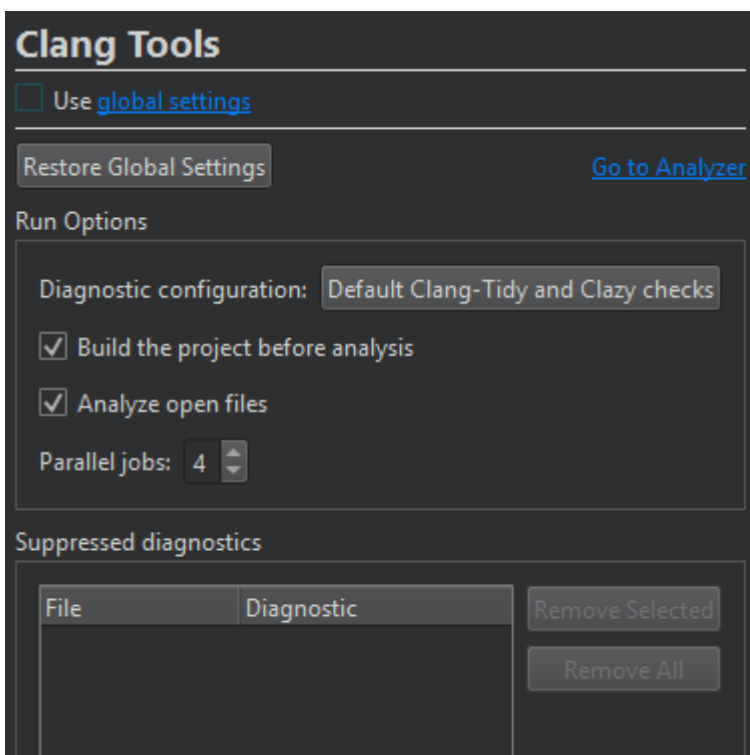 Clang Tools
Use global settings
Restore Global Settings Go to Analyzer
Run Options
Diagnostic configuration: Default Clang-Tidy and Clazy checks
Build the project before analysis
Analyze open files
Parallel jobs: 4
Suppressed diagnostics
File Diagnostic Remove Selected
Remove All